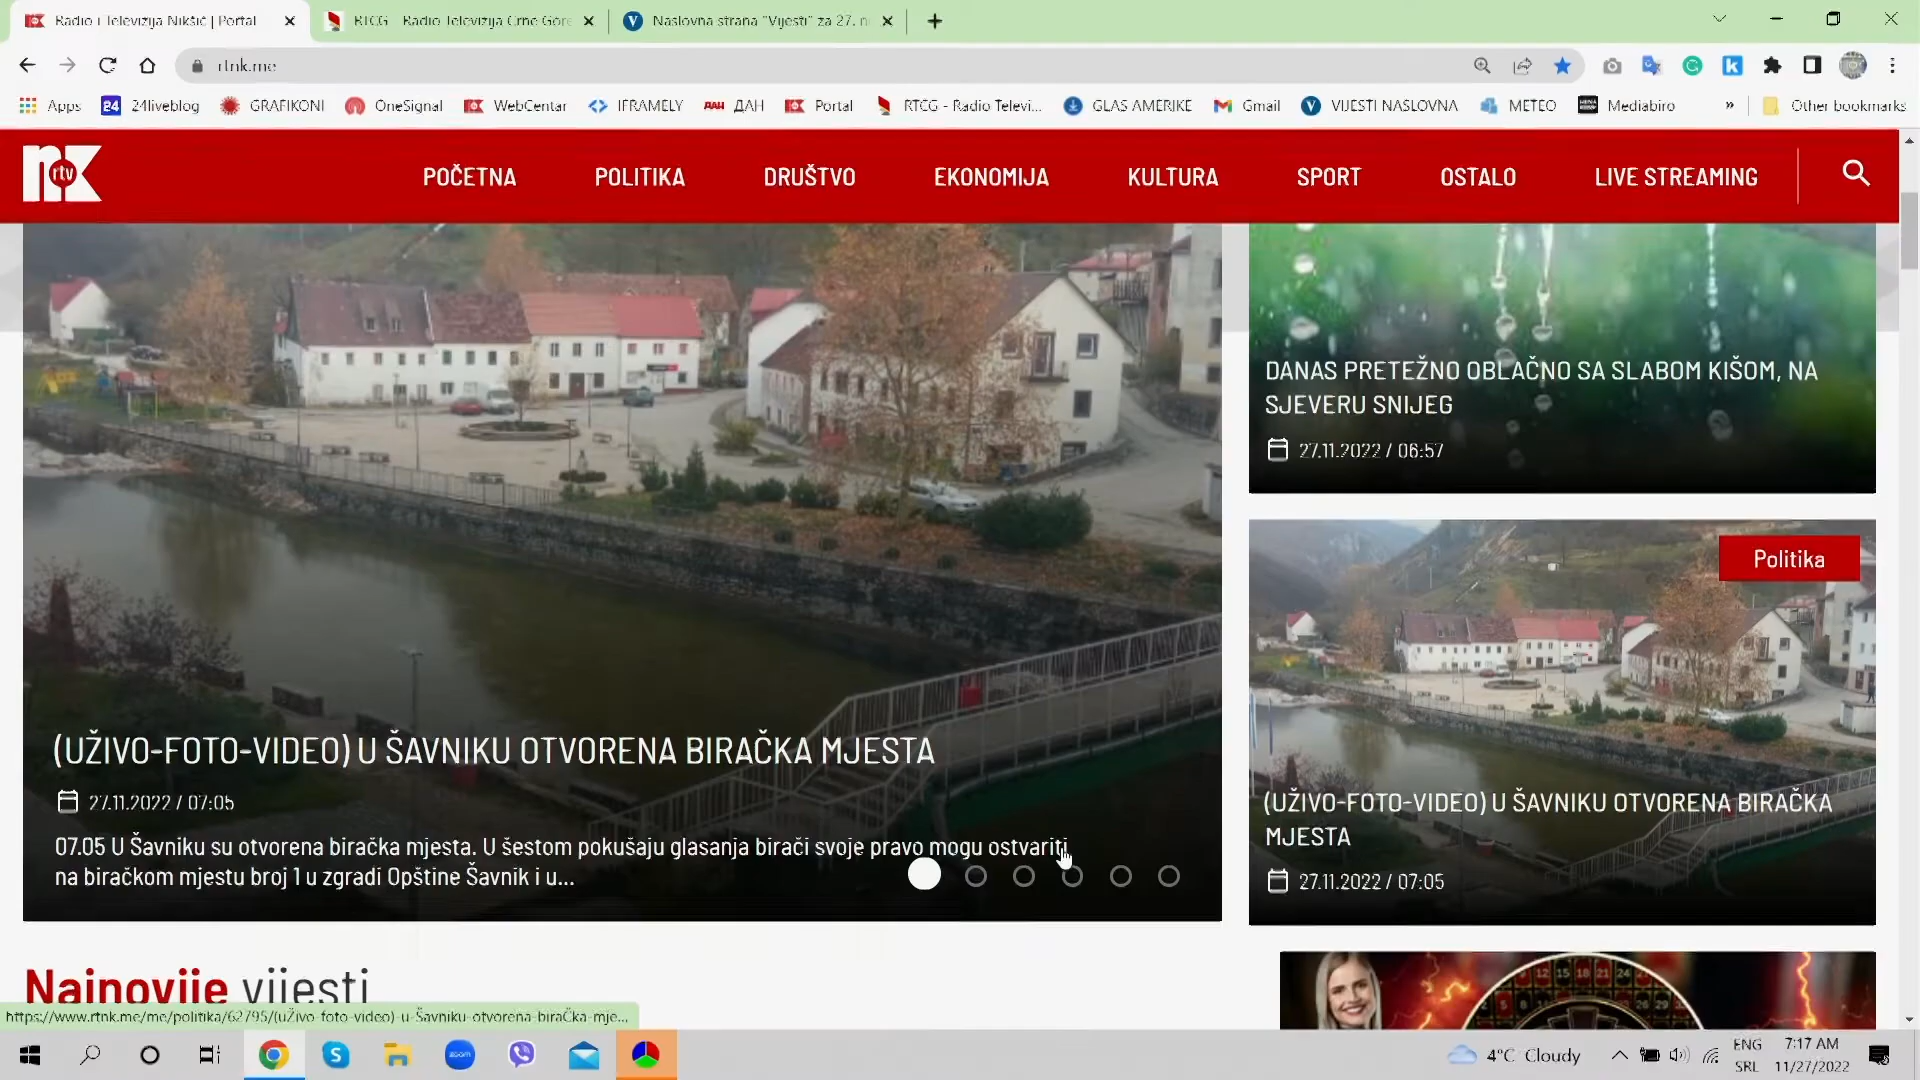 Radio i Televizija Nikšić | Portal
RTCG - Radio Televizija Crne Gore
Naslovna strana "Vijesti" za 27. n
rtnk.me
Apps
24liveblog
GRAFIKONI
OneSignal
WebCentar
IFRAMELY
ДАН
Portal
RTCG - Radio Televi...
GLAS AMERIKE
Gmail
VIJESTI NASLOVNA
METEO
Mediabiro
»
Other bookmarks
rtv
POČETNA
POLITIKA
DRUŠTVO
EKONOMIJA
KULTURA
SPORT
OSTALO
LIVE STREAMING
DANAS PRETEŽNO OBLAČNO SA SLABOM KIŠOM, NA
SJEVERU SNIJEG
27.11.2022 / 06:57
Politika
(UŽIVO-FOTO-VIDEO) U ŠAVNIKU OTVORENA BIRAČKA MJESTA
27.11.2022 / 07:05
07.05 U Šavniku su otvorena biračka mjesta. U šestom pokušaju glasanja birači svoje pravo mogu ostvariti
na biračkom mjestu broj 1 u zgradi Opštine Šavnik i u...
(UŽIVO-FOTO-VIDEO) U ŠAVNIKU OTVORENA BIRAČKA
MJESTA
27.11.2022 / 07:05
Najnovije vijesti
https://www.rtnk.me/me/politika/62795/(uŽivo-foto-video)-u-Šavniku-otvorena-biraČka-mje...
zoom
4°C Cloudy
ENG
SRL
7:17 AM
11/27/2022